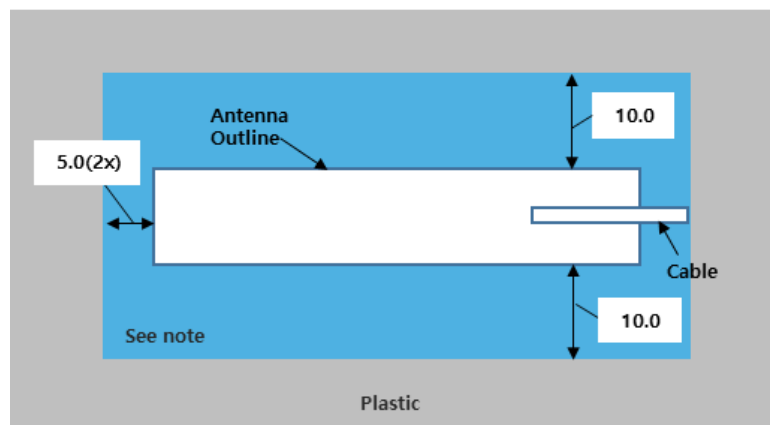 Antenna
Outline
10.0
5.0(2x)
Cable
10.0
See note
Plastic